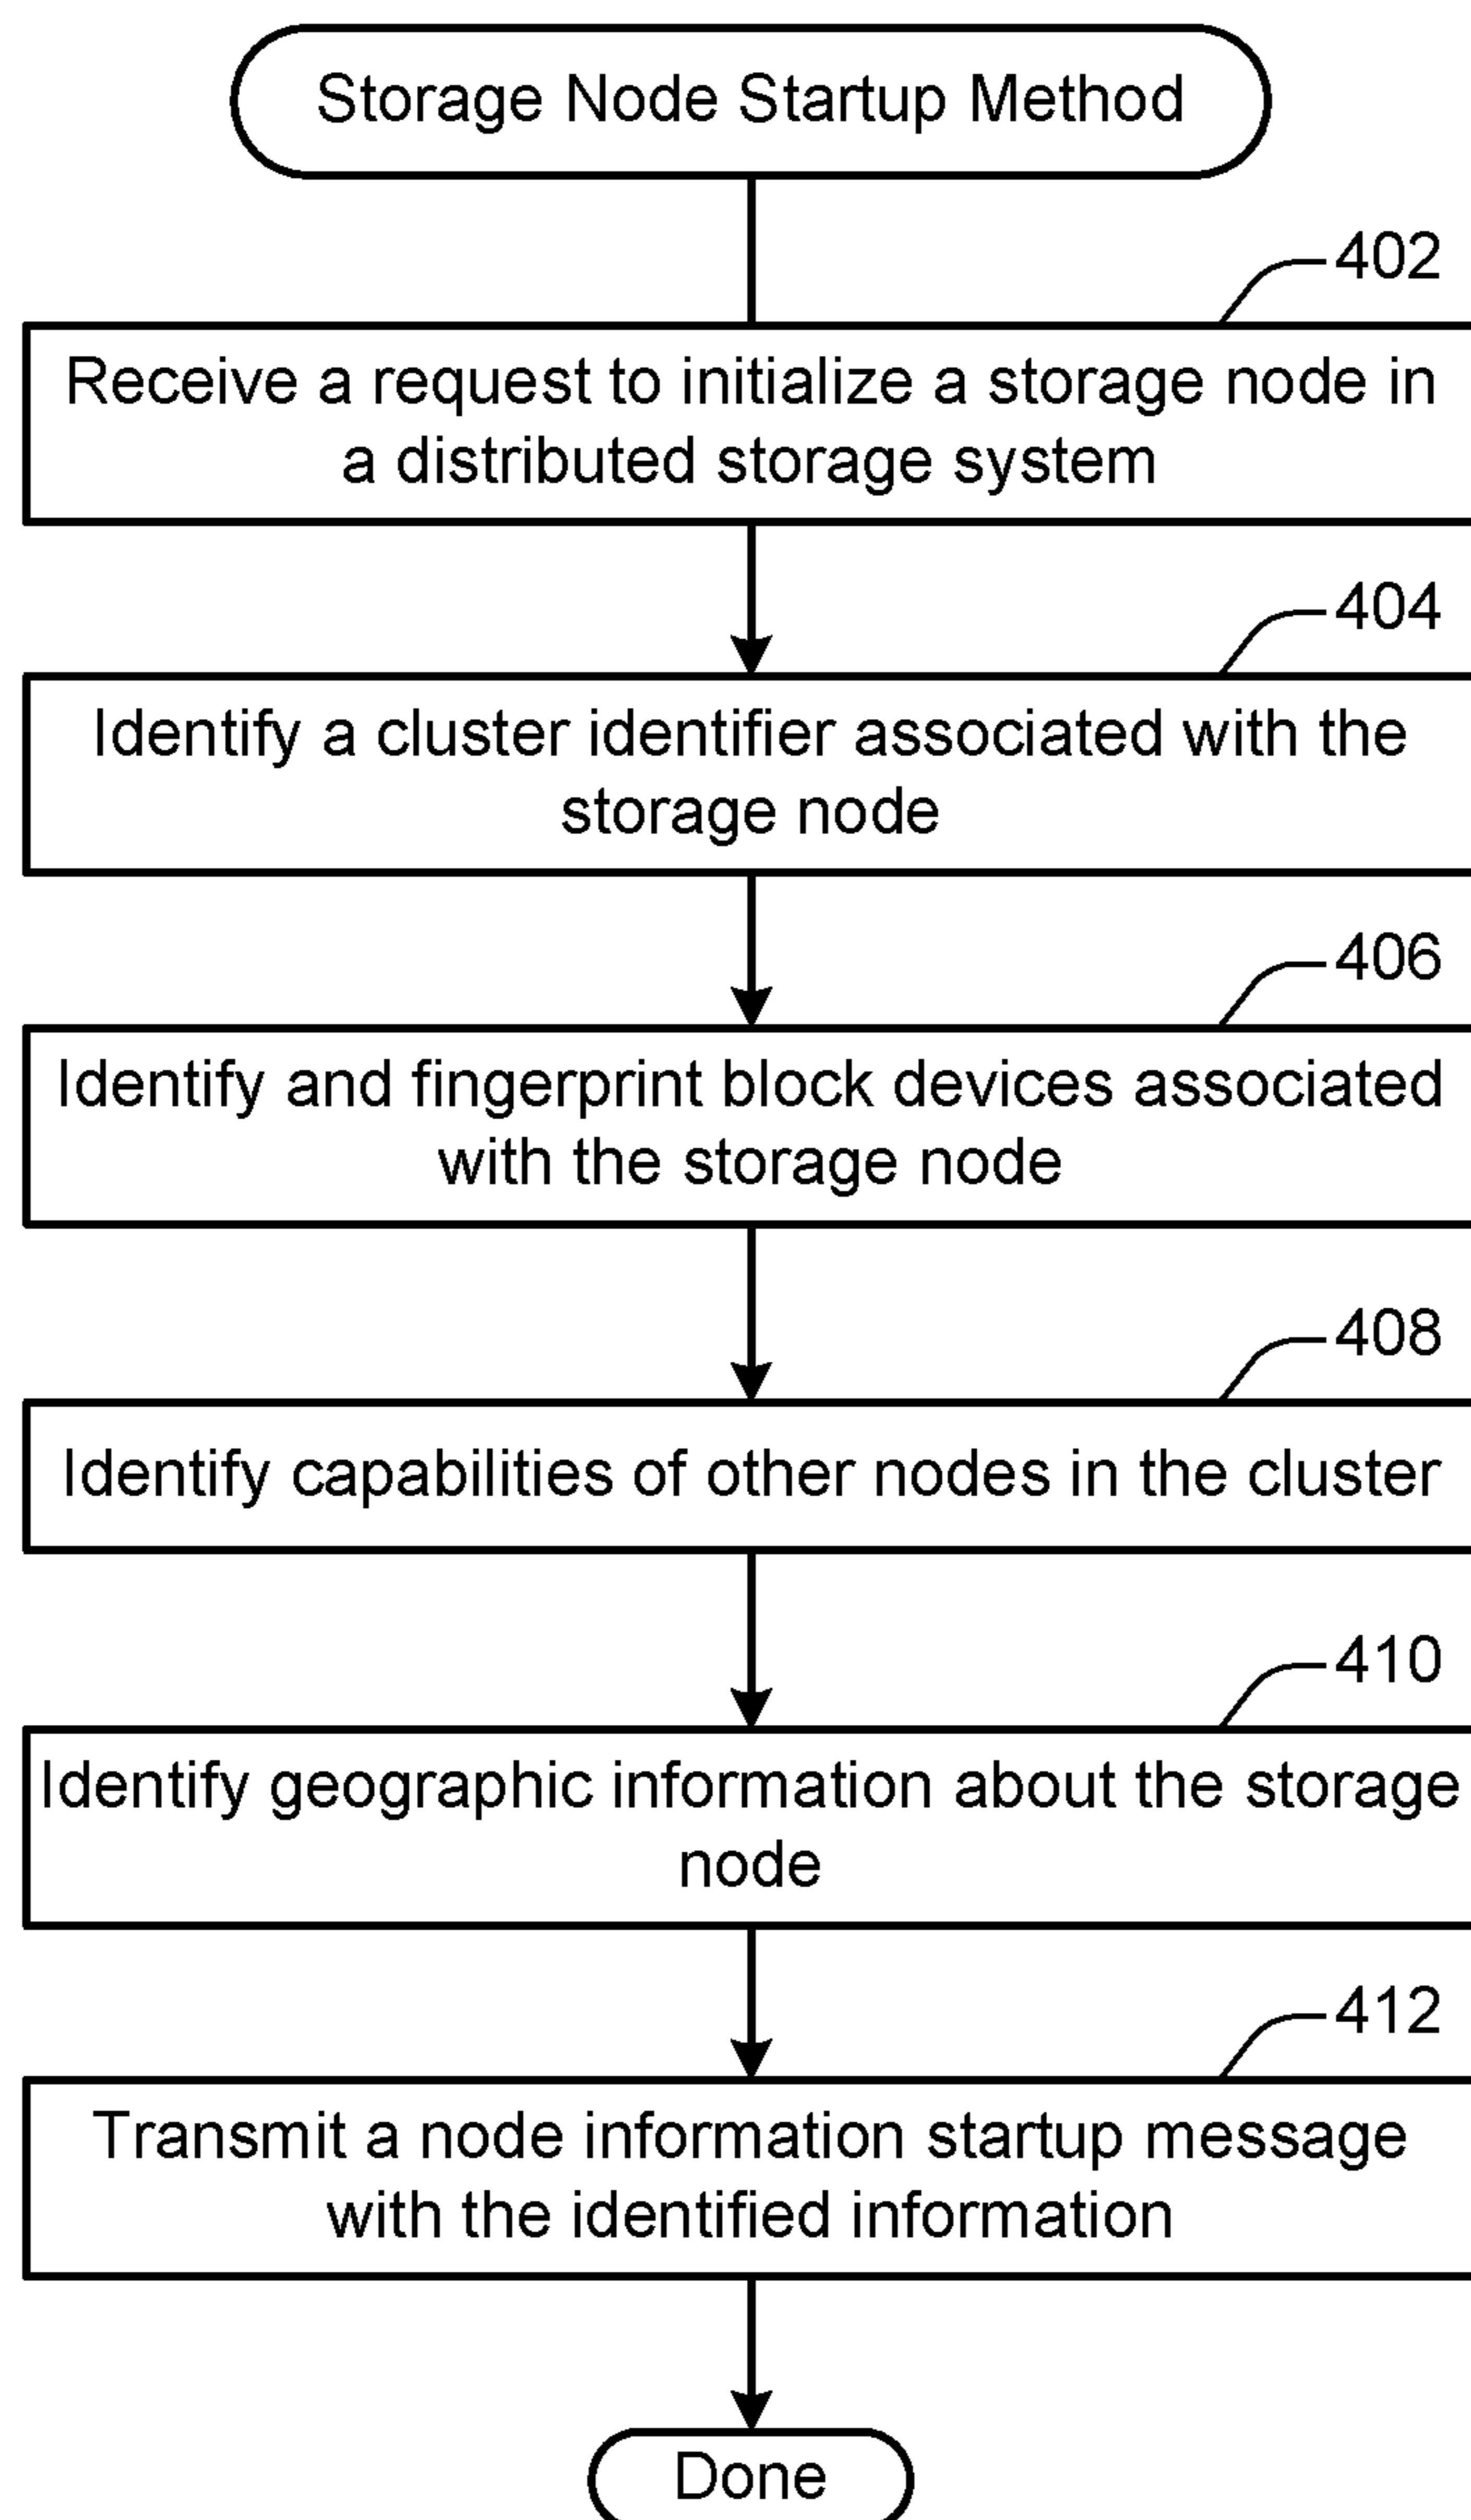 Storage Node Startup Method
402
Receive a request to initialize a storage node in
a distributed storage system
404
Identify a cluster identifier associated with the
storage node
406
Identify and fingerprint block devices associated
with the storage node
408
Identify capabilities of other nodes in the cluster
410
Identify geographic information about the storage
node
412
Transmit a node information startup message
with the identified information
Done